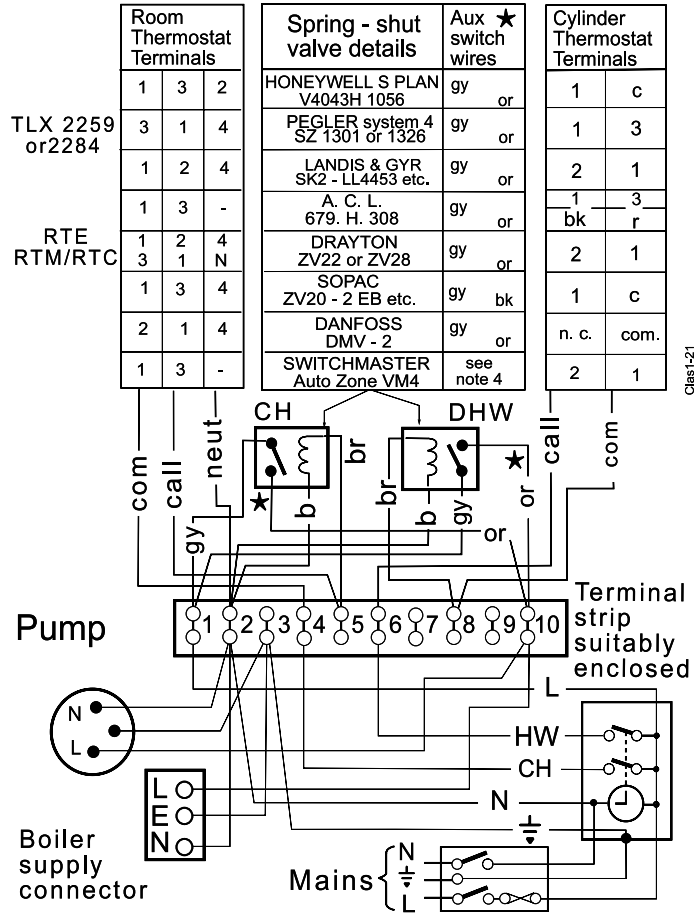 Room
Thermostat
Terminals
Spring - shut
valve details
Aux ★
switch
wires
Cylinder
Thermostat
Terminals
1 3 2 HONEYWELL S PLAN
V4043H 1056 gy or 1 c
TLX 2259
or2284
3 1 4 PEGLER system 4
SZ 1301 or 1326 gy or 1 3
1 2 4 LANDIS & GYR
SK2 - LL4453 etc. gy or 2 1
1 3 - A. C. L.
679. H. 308 gy or 1 3
bk r
RTE
RTM/RTC
1 2 4
3 1 N
DRAYTON
ZV22 or ZV28 gy or 2 1
1 3 4 SOPAC
ZV20 - 2 EB etc. gy bk 1 c
2 1 4 DANFOSS
DMV - 2 gy or n. c. com.
1 3 - SWITCHMASTER
Auto Zone VM4 see
note 4 2 1
Clas1-21
CH DHW
com call neut gy ★ b br br b gy ★ or call com
or
1 2 3 4 5 6 7 8 9 10
Terminal
strip
suitably
enclosed
Pump
N
L
L
HW
CH
N
L
E
N
Boiler
supply
connector
Mains
N
L